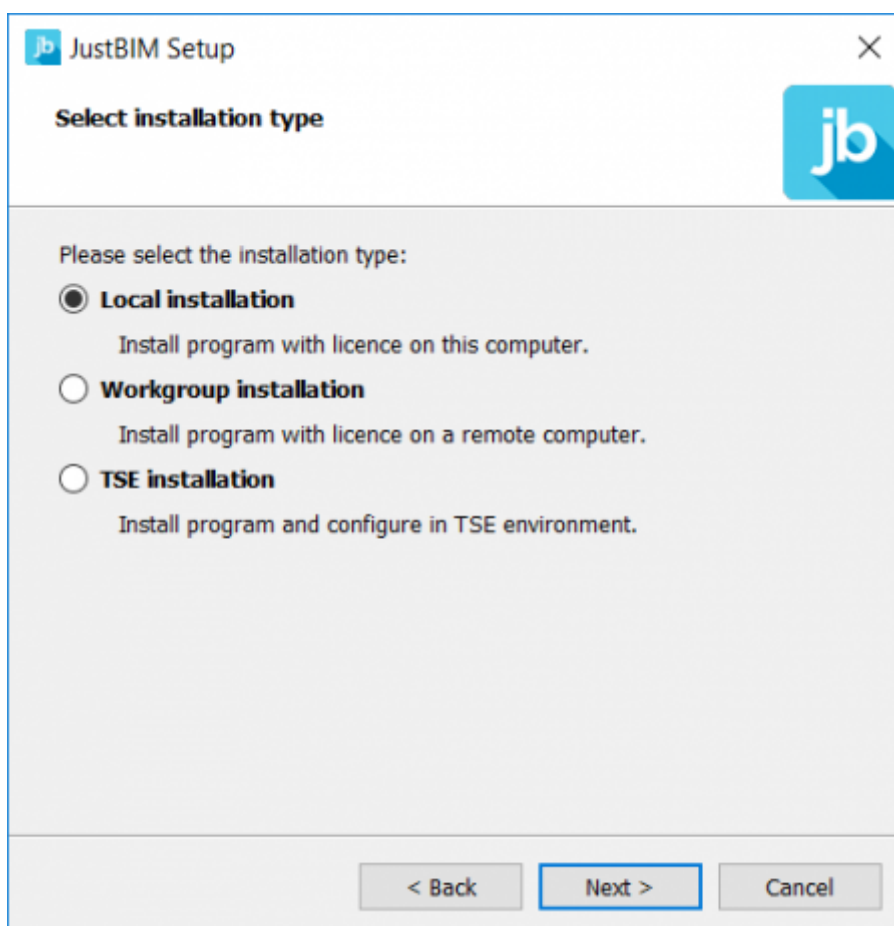 jb JustBIM Setup
Select installation type
jb
Please select the installation type:
Local installation
Install program with licence on this computer.
Workgroup installation
Install program with licence on a remote computer.
TSE installation
Install program and configure in TSE environment.
< Back Next > Cancel